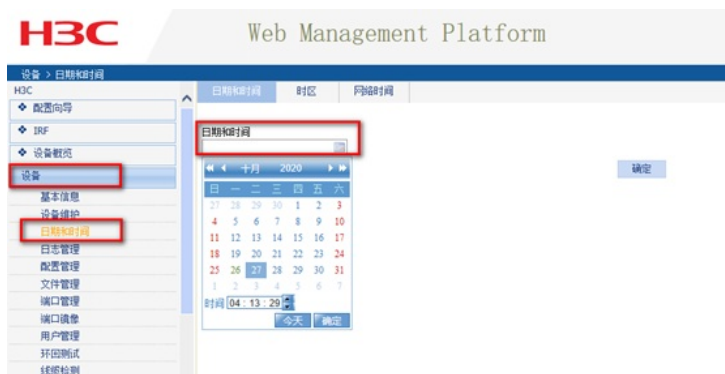 H3C
Web Management Platform
设备 > 日期和时间
H3C
日期和时间 时区 网络时间
配置向导
IRF
设备概览
设备
基本信息
设备维护
日期和时间
日志管理
配置管理
文件管理
端口管理
端口镜像
用户管理
环回测试
线缆检测
日期和时间
十月 2020
日 一 二 三 四 五 六
27 28 29 30 1 2 3
4 5 6 7 8 9 10
11 12 13 14 15 16 17
18 19 20 21 22 23 24
25 26 27 28 29 30 31
1 2 3 4 5 6 7
时间 04 : 13 : 29
今天 确定
确定